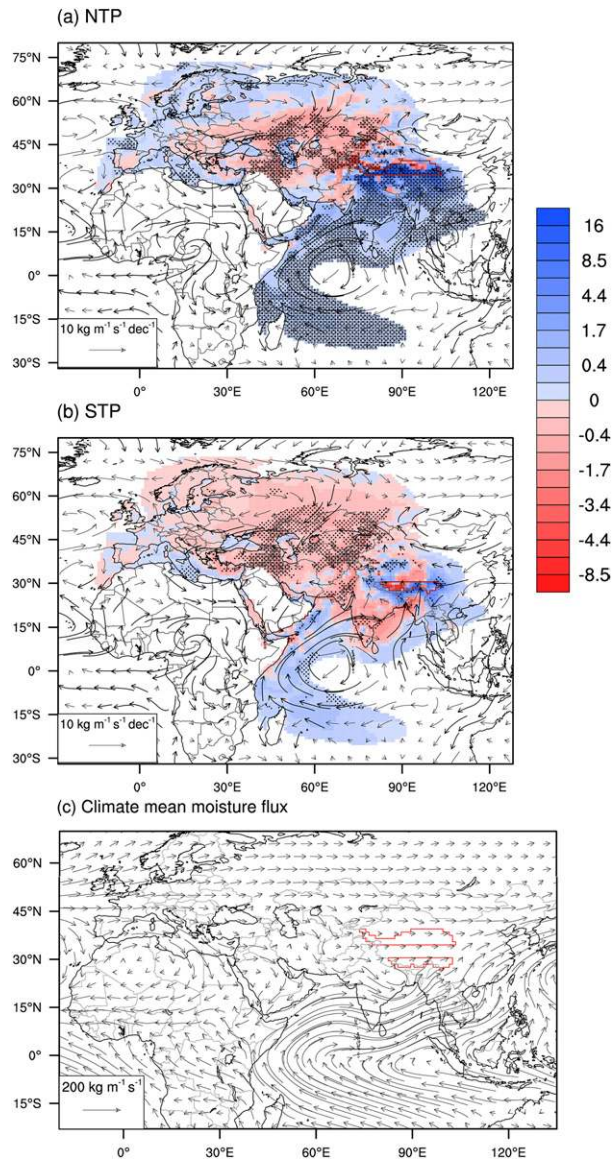 (a) NTP
75°N
60°N
45°N
30°N
15°N
0°
15°S
30°S
10 kg m⁻¹ s⁻¹ dec⁻¹
0° 30°E 60°E 90°E 120°E
16
8.5
4.4
1.7
0.4
0
-0.4
-1.7
-3.4
-4.4
-8.5
(b) STP
75°N
60°N
45°N
30°N
15°N
0°
15°S
30°S
10 kg m⁻¹ s⁻¹ dec⁻¹
0° 30°E 60°E 90°E 120°E
(c) Climate mean moisture flux
60°N
45°N
30°N
15°N
0°
15°S
200 kg m⁻¹ s⁻¹
0° 30°E 60°E 90°E 120°E